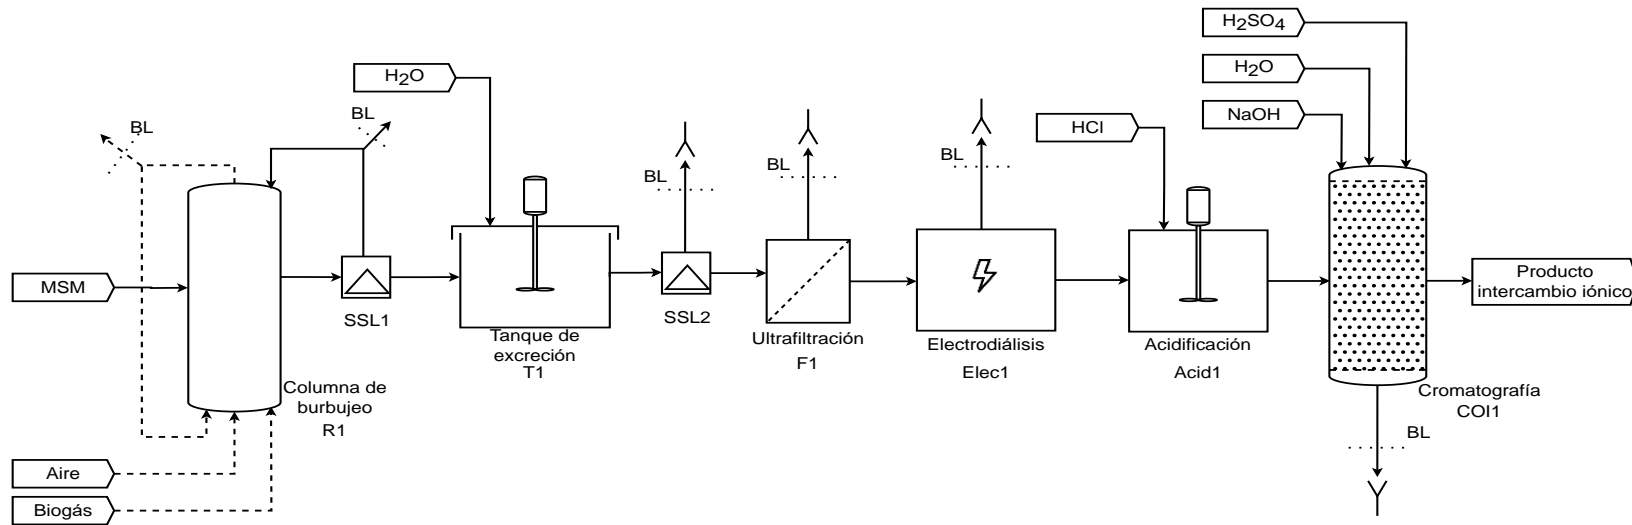 H₂SO₄
H₂O
H₂O
NaOH
BL
BL
HCl
BL
BL
BL
MSM
Producto
intercambio iónico
SSL1
SSL2
Tanque de
excreción
T1
Ultrafiltración
F1
Electrodiálisis
Elec1
Acidificación
Acid1
Columna de
burbujeo
R1
Cromatografía
COI1
BL
Aire
Biogás